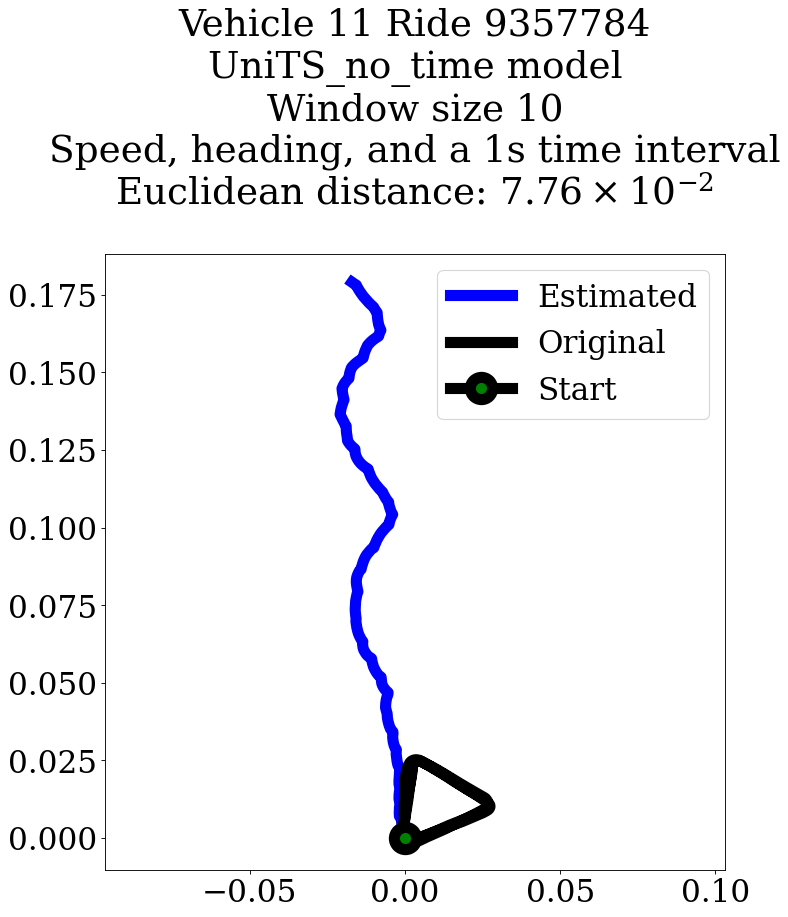 Vehicle 11 Ride 9357784
UniTS_no_time model
Window size 10
Speed, heading, and a 1s time interval
Euclidean distance: 7.76 × 10⁻²
Estimated
Original
Start
0.175
0.150
0.125
0.100
0.075
0.050
0.025
0.000
−0.05
0.00
0.05
0.10